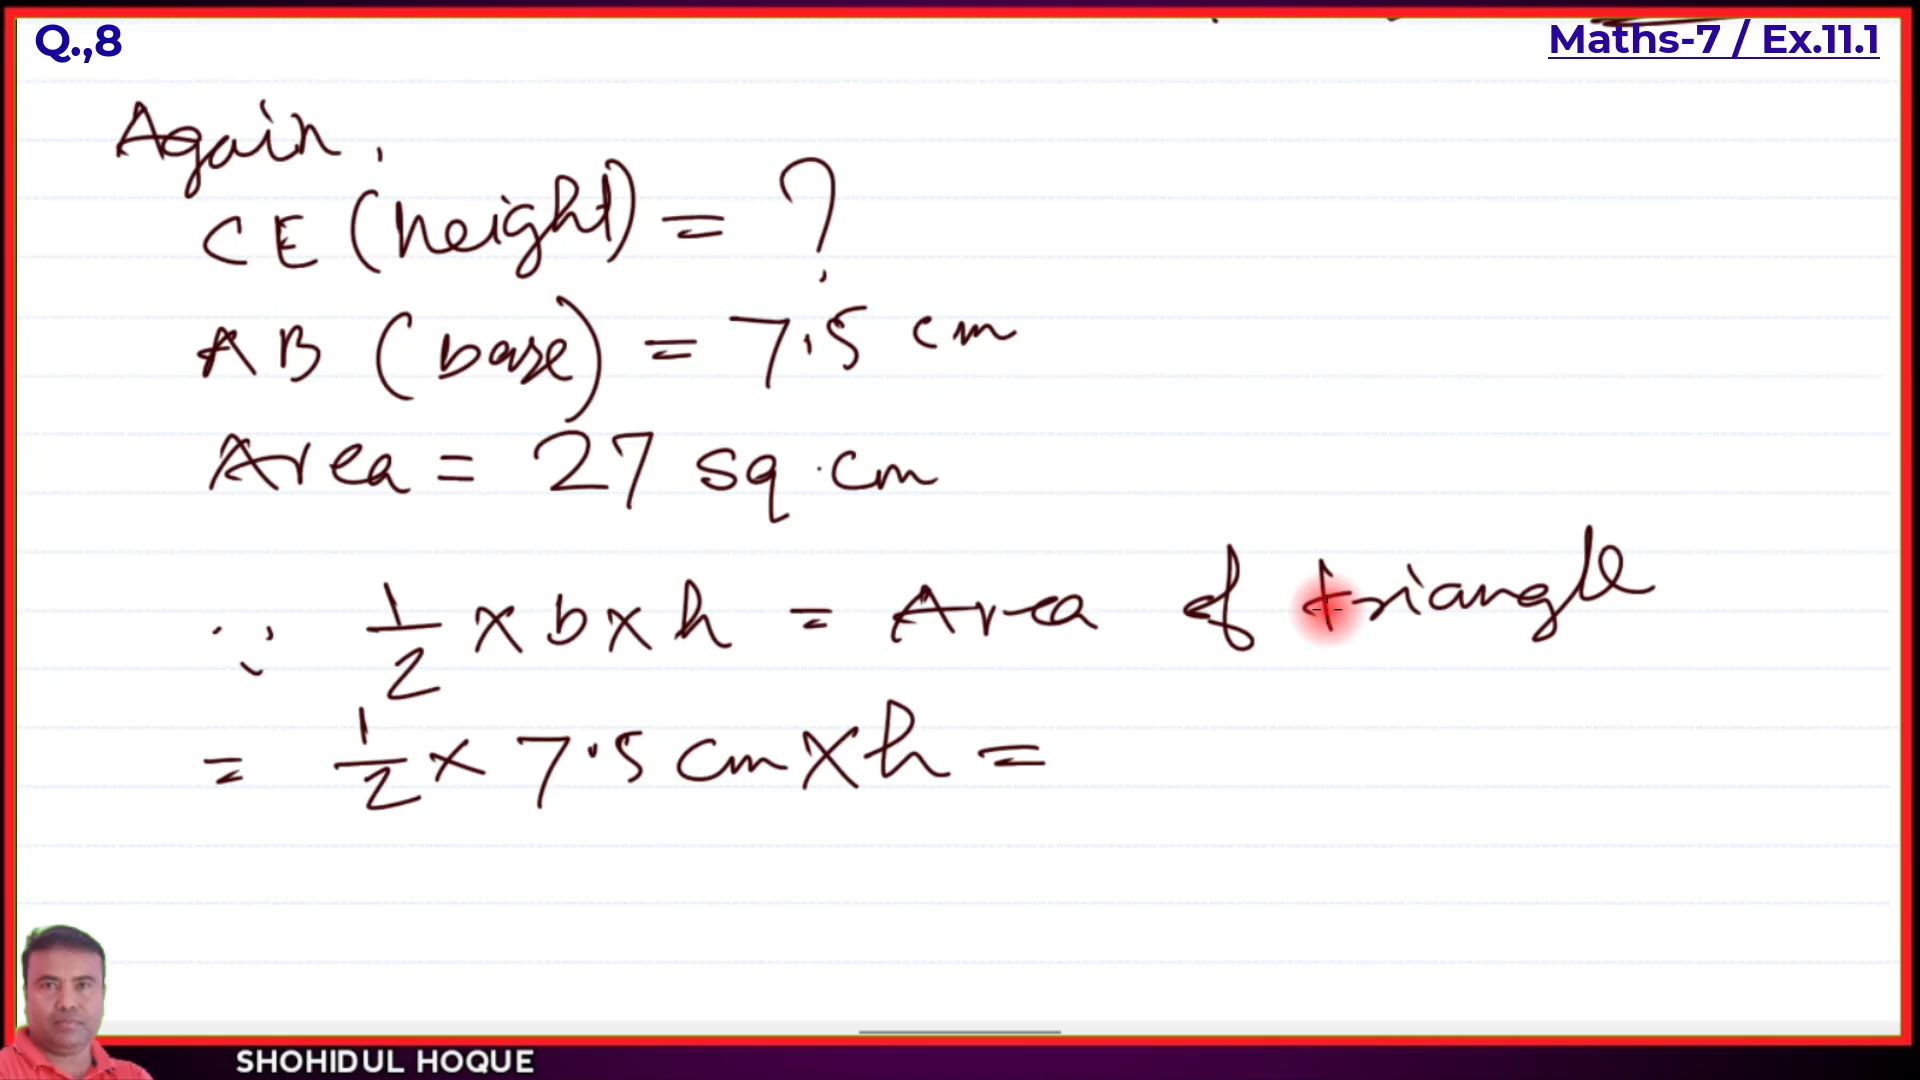 Q.,8
Maths-7 / Ex.11.1
Again,
CE (height) = ?
AB (base) = 7.5 cm
Area = 27 sq.cm
∵ 1/2 × b × h = Area of triangle
= 1/2 × 7.5 cm × h =
SHOHIDUL HOQUE